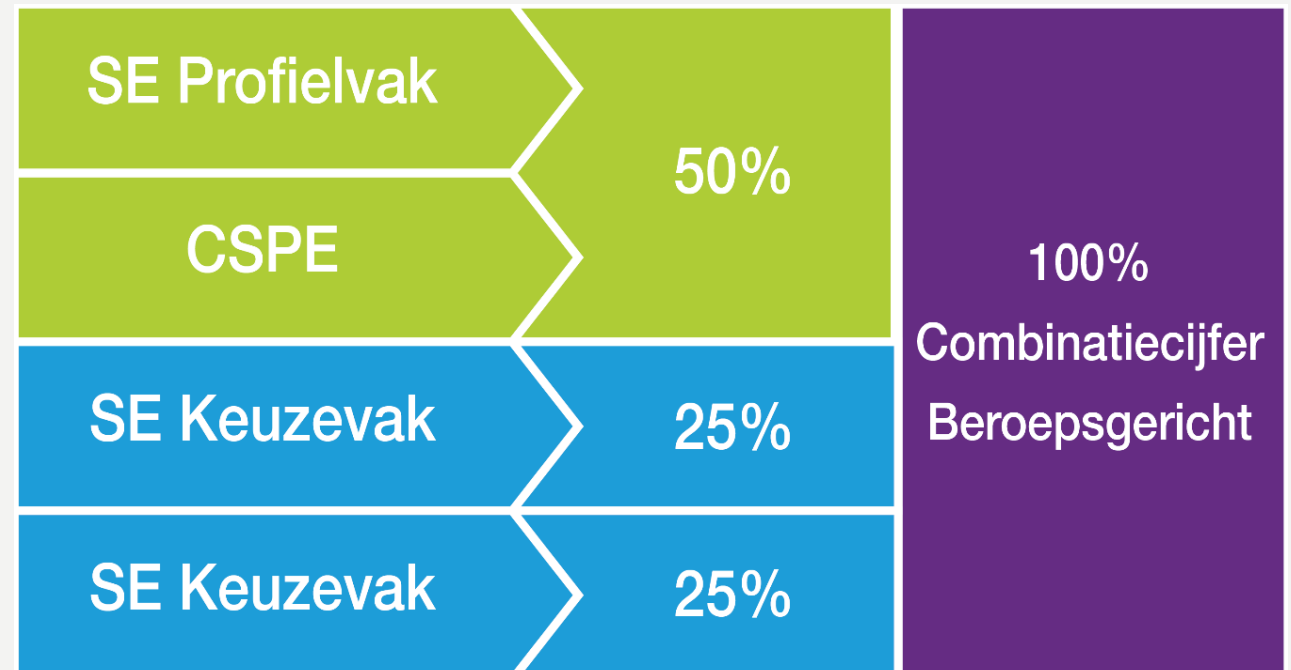 SE Profielvak
CSPE
50%
SE Keuzevak
25%
SE Keuzevak
25%
100%
Combinatiecijfer
Beroepsgericht